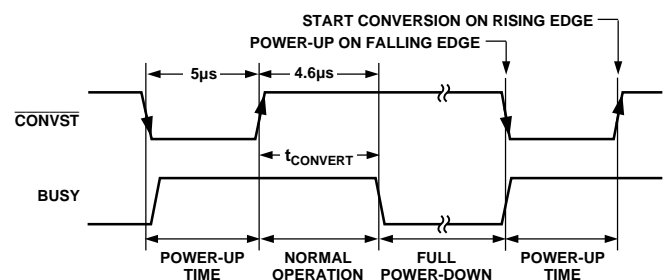 START CONVERSION ON RISING EDGE
POWER-UP ON FALLING EDGE
5µs
4.6µs
CONVST
tCONVERT
BUSY
POWER-UP
TIME
NORMAL
OPERATION
FULL
POWER-DOWN
POWER-UP
TIME